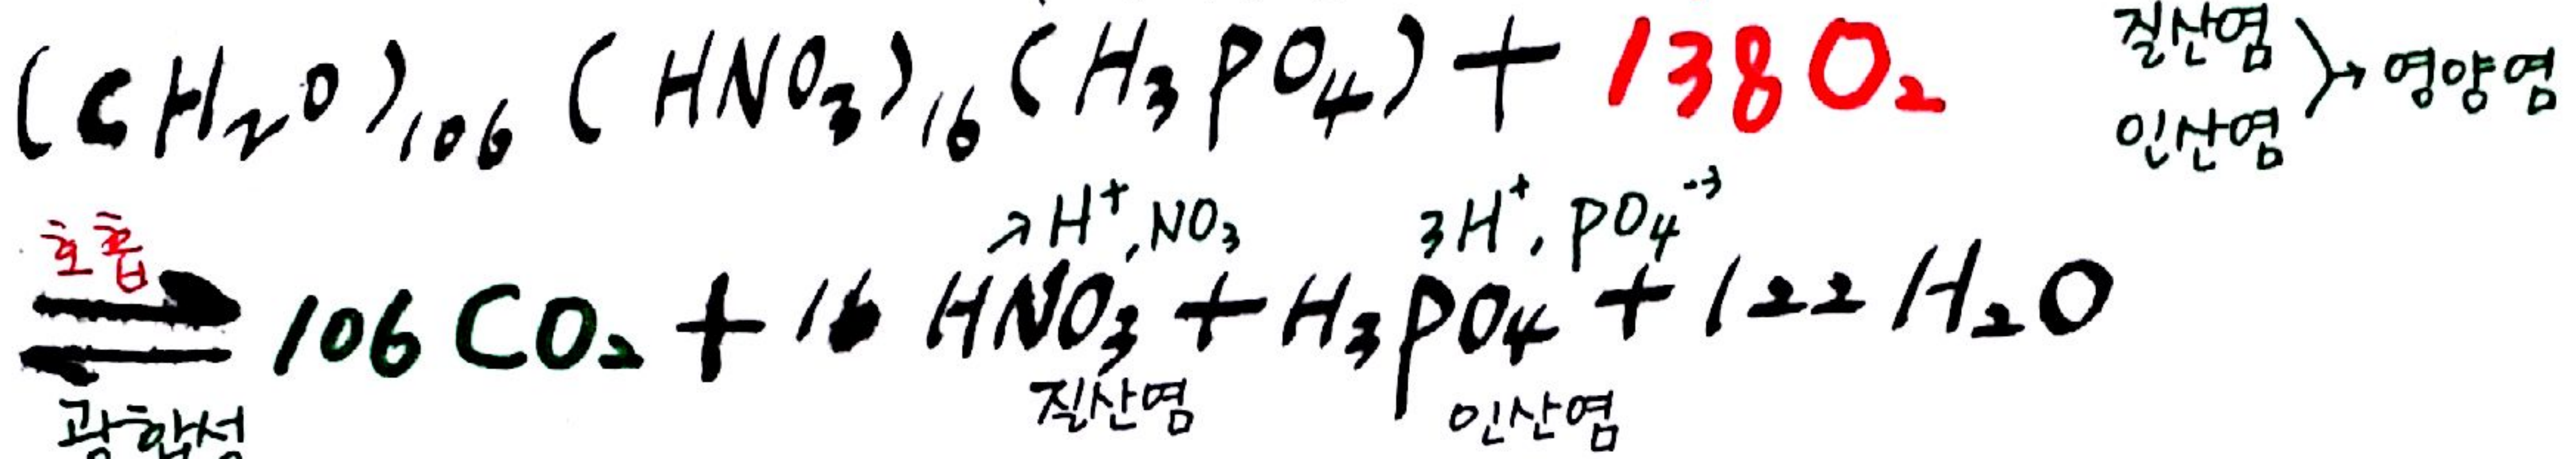 (CH₂O)₁₀₆ (HNO₃)₁₆ (H₃PO₄) + 138O₂
질산염
인산염 → 영양염
호흡
H⁺, NO₃
3H⁺, PO₄⁻³
⇌ 106 CO₂ + 16 HNO₃ + H₃PO₄ + 122 H₂O
광합성
질산염
인산염